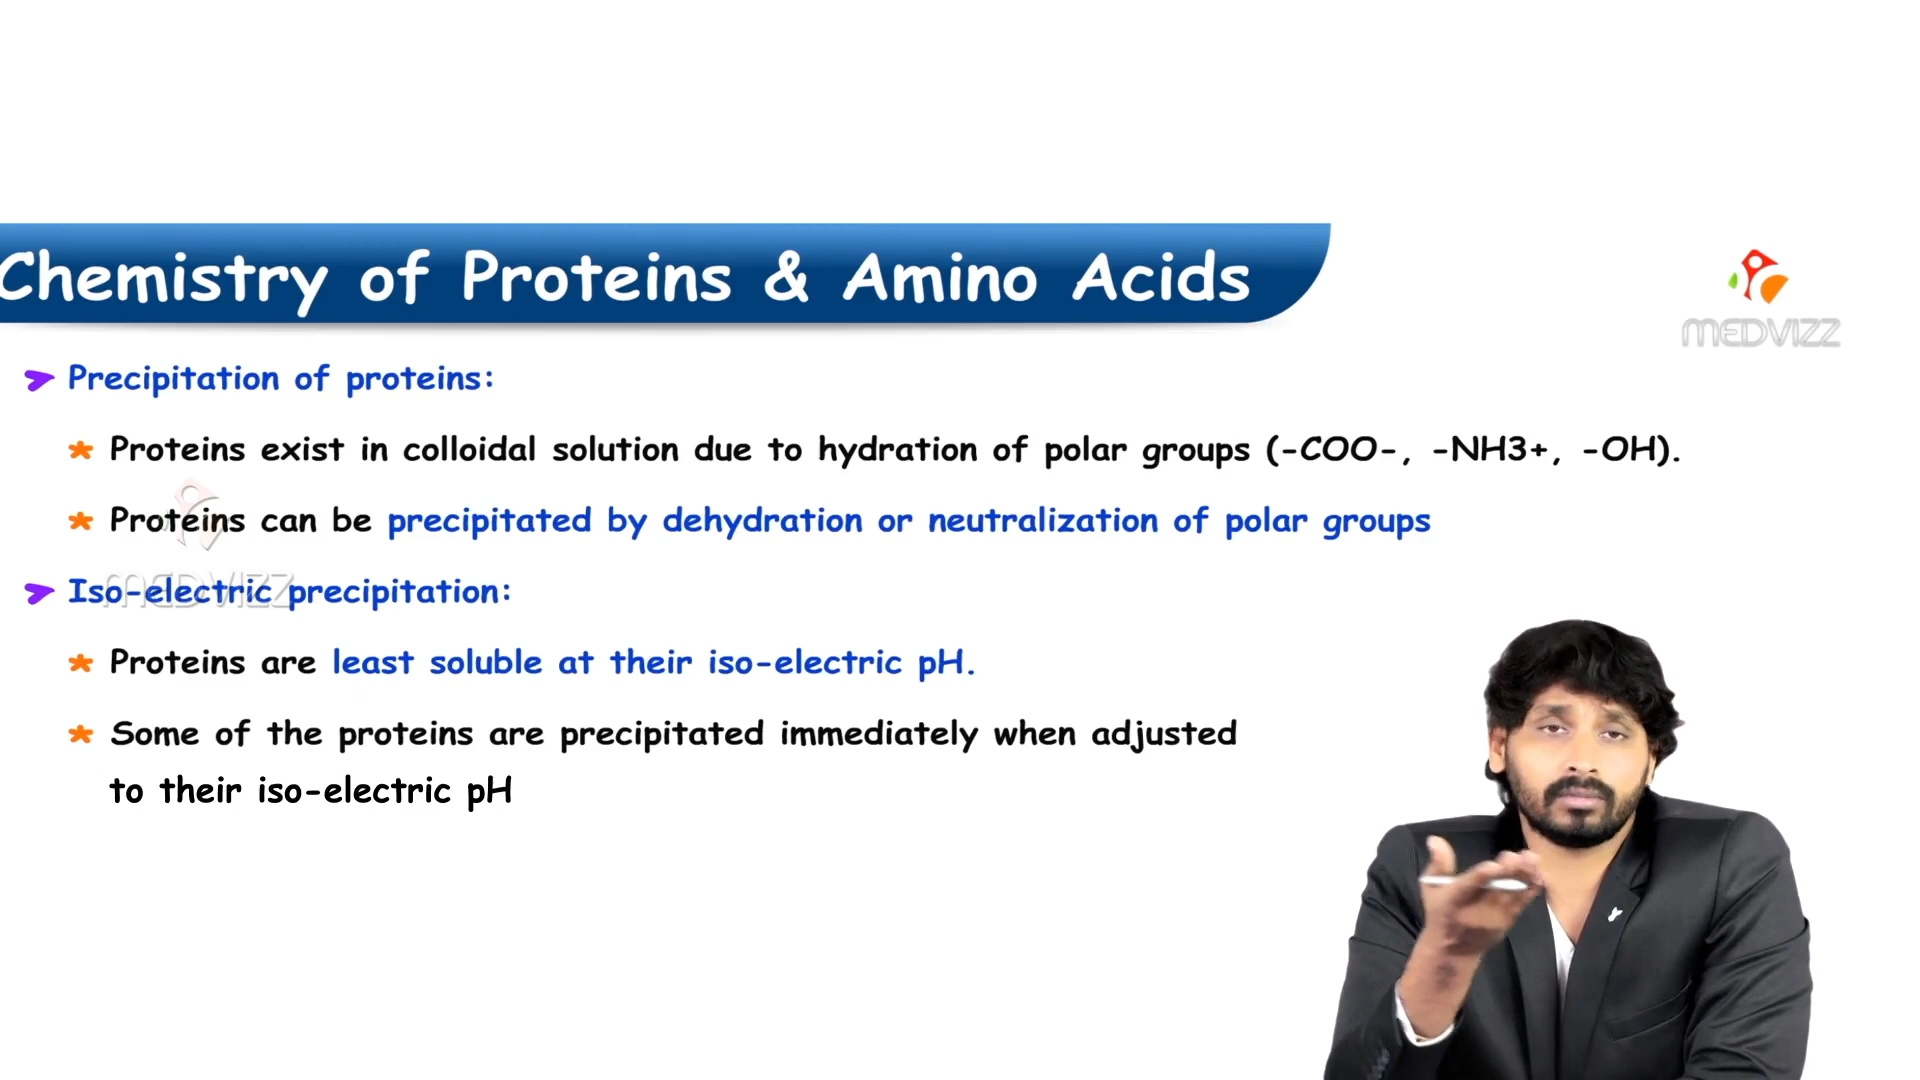 Chemistry of Proteins & Amino Acids
MEDVIZZ
Precipitation of proteins:
Proteins exist in colloidal solution due to hydration of polar groups (-COO-, -NH3+, -OH).
Proteins can be precipitated by dehydration or neutralization of polar groups
MEDVIZZ
Iso-electric precipitation:
Proteins are least soluble at their iso-electric pH.
Some of the proteins are precipitated immediately when adjusted
to their iso-electric pH